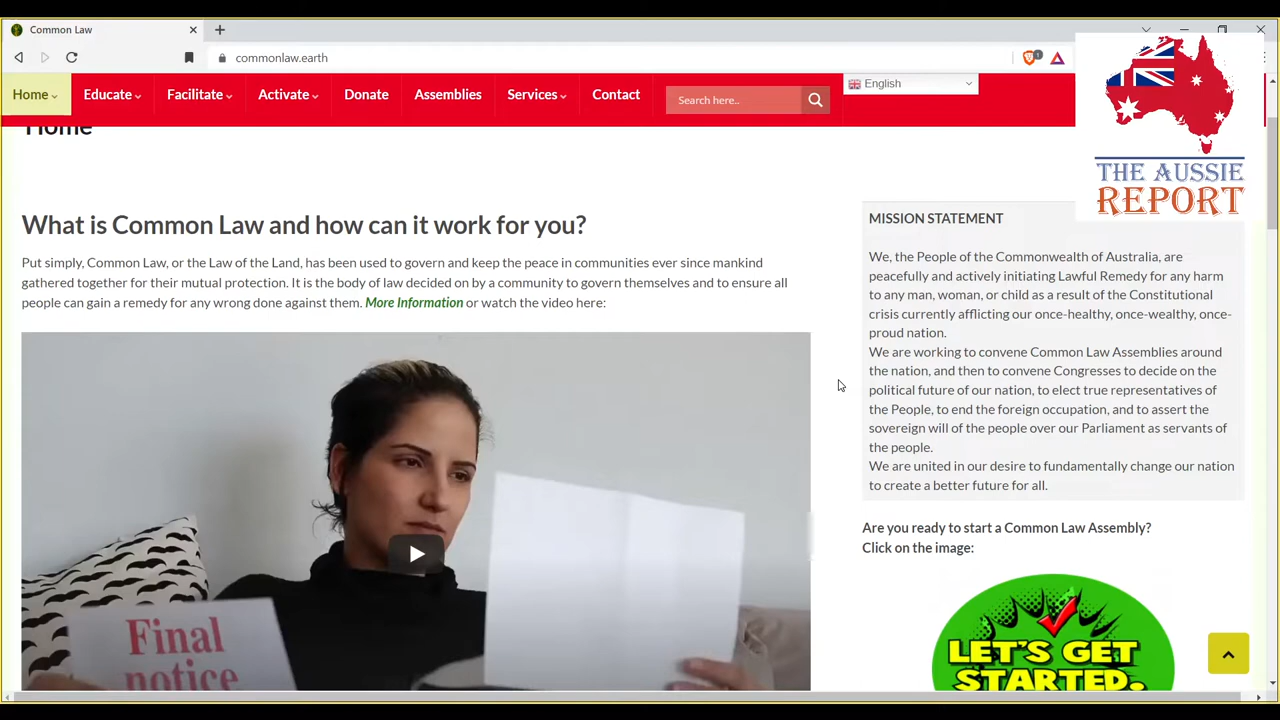 Common Law
commonlaw.earth
Home
Educate
Facilitate
Activate
Donate
Assemblies
Services
Contact
Search here..
English
THE AUSSIE
REPORT
Home
What is Common Law and how can it work for you?
Put simply, Common Law, or the Law of the Land, has been used to govern and keep the peace in communities ever since mankind
gathered together for their mutual protection. It is the body of law decided on by a community to govern themselves and to ensure all
people can gain a remedy for any wrong done against them. More Information or watch the video here:
Final
notice
MISSION STATEMENT
We, the People of the Commonwealth of Australia, are
peacefully and actively initiating Lawful Remedy for any harm
to any man, woman, or child as a result of the Constitutional
crisis currently afflicting our once-healthy, once-wealthy, once-
proud nation.
We are working to convene Common Law Assemblies around
the nation, and then to convene Congresses to decide on the
political future of our nation, to elect true representatives of
the People, to end the foreign occupation, and to assert the
sovereign will of the people over our Parliament as servants of
the people.
We are united in our desire to fundamentally change our nation
to create a better future for all.
Are you ready to start a Common Law Assembly?
Click on the image:
LET'S GET
STARTED.